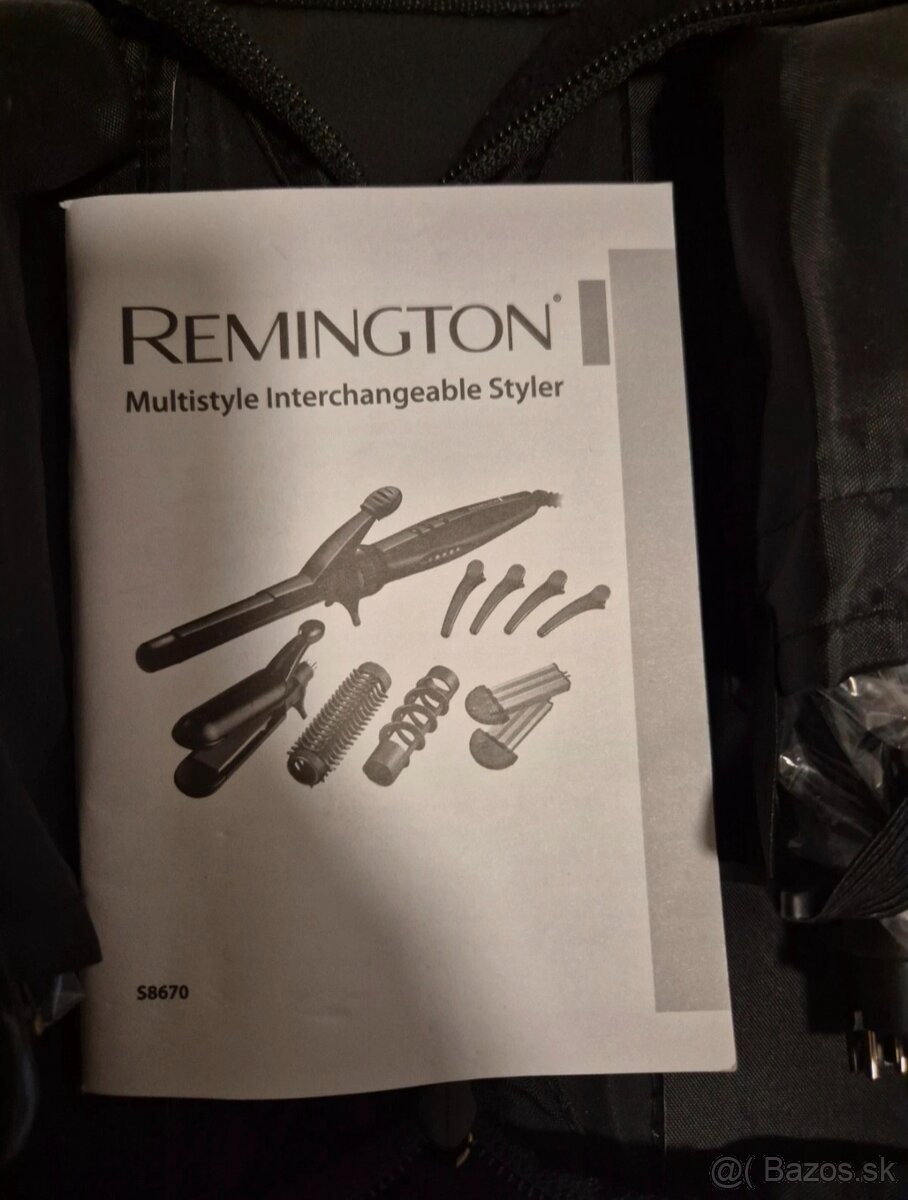 REMINGTON®
Multistyle Interchangeable Styler
S8670
@( Bazos.sk